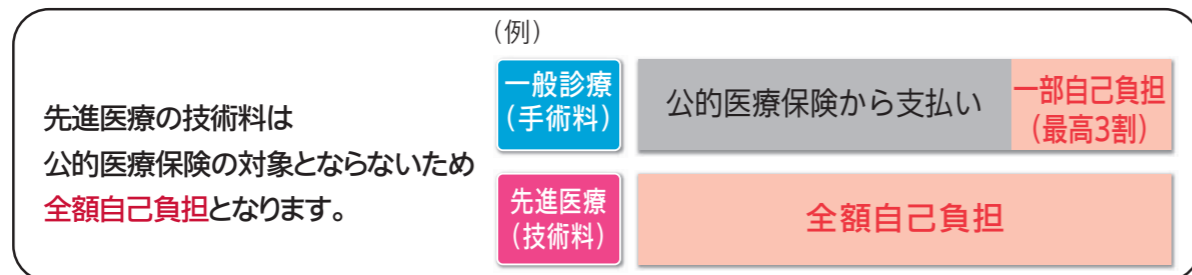 先進医療の技術料は
公的医療保険の対象とならないため
全額自己負担となります。
(例)
一般診療
(手術料)
公的医療保険から支払い
一部自己負担
(最高3割)
先進医療
(技術料)
全額自己負担